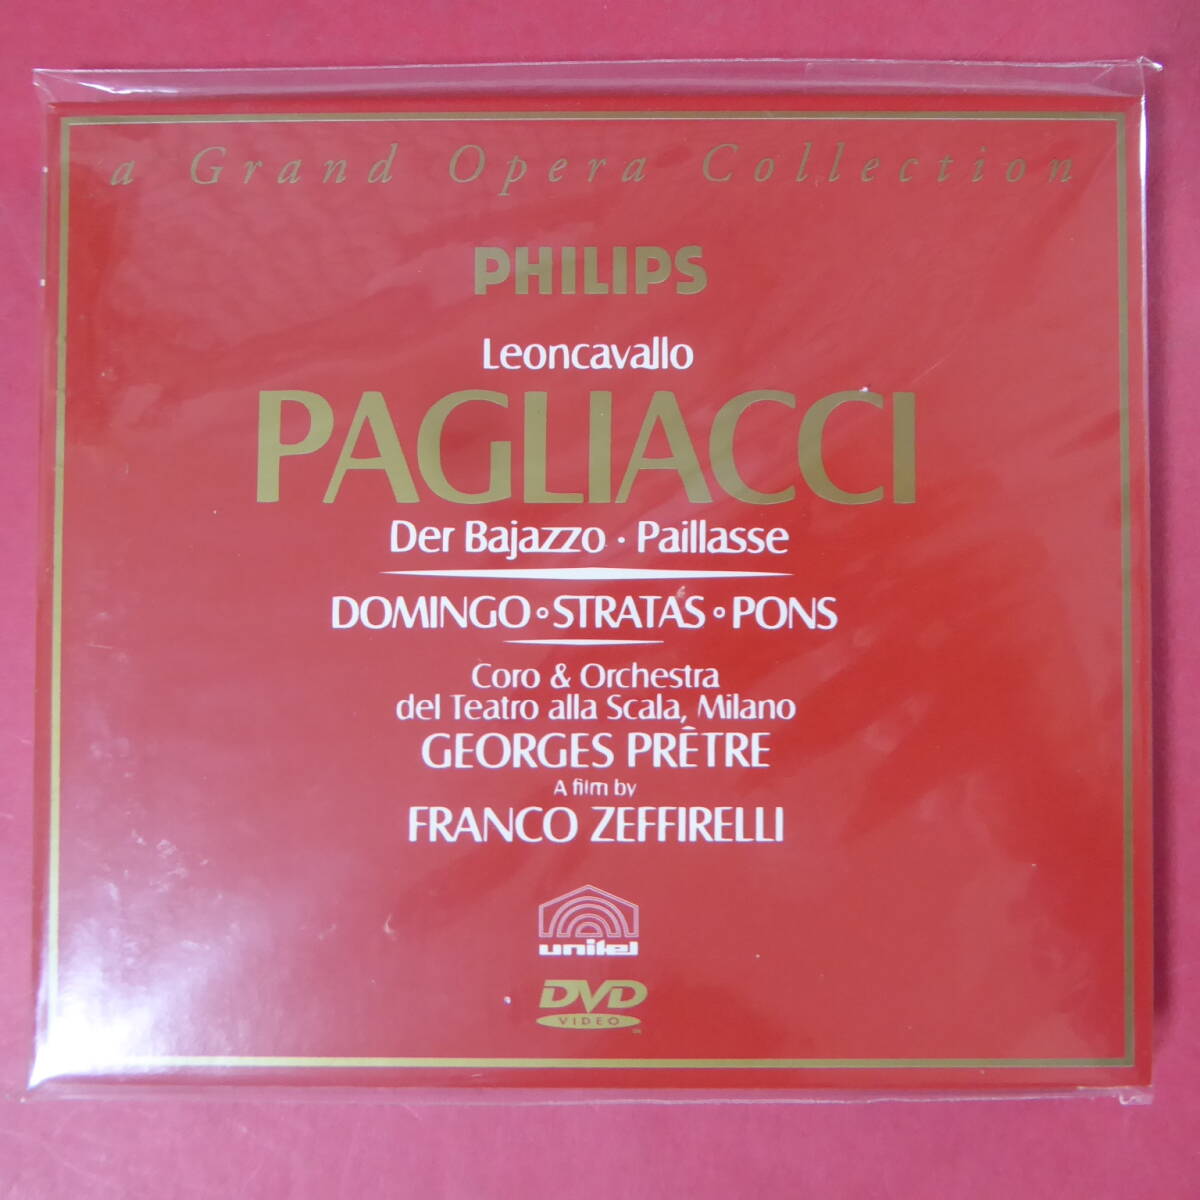 a Grand Opera Collection
PHILIPS
Leoncavallo
PAGLIACCI
Der Bajazzo · Paillasse
DOMINGO ∘ STRATAS ∘ PONS
Coro & Orchestra
del Teatro alla Scala, Milano
GEORGES PRÊTRE
A film by
FRANCO ZEFFIRELLI
unitel
DVD
VIDEO